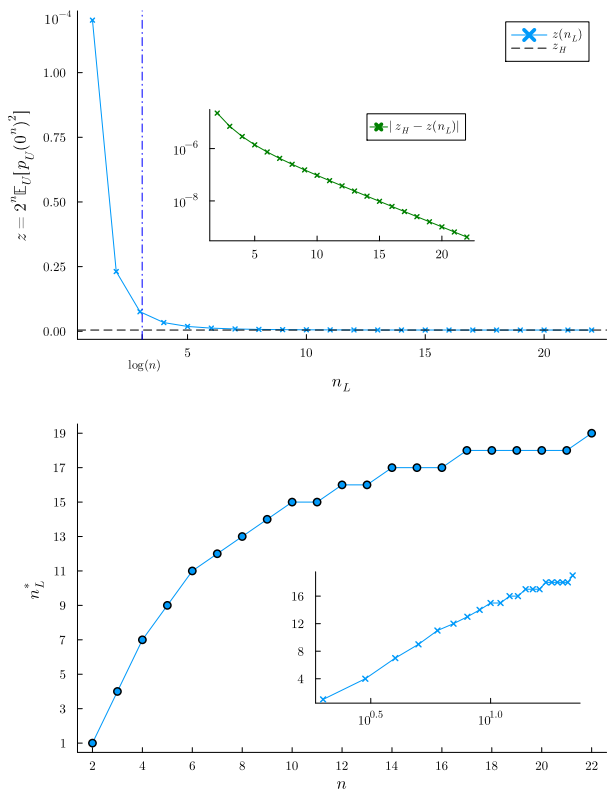 10⁻⁴
1.00
0.75
0.50
0.25
0.00
z = 2ⁿ𝔼_U[p_U(0ⁿ)²]
z(n_L)
z_H
|z_H − z(n_L)|
10⁻⁶
10⁻⁸
5 10 15 20
5 10 15 20
log(n)
n_L
19
17
15
13
11
9
7
5
3
1
n_L^*
16
12
8
4
10^0.5 10^1.0
2 4 6 8 10 12 14 16 18 20 22
n